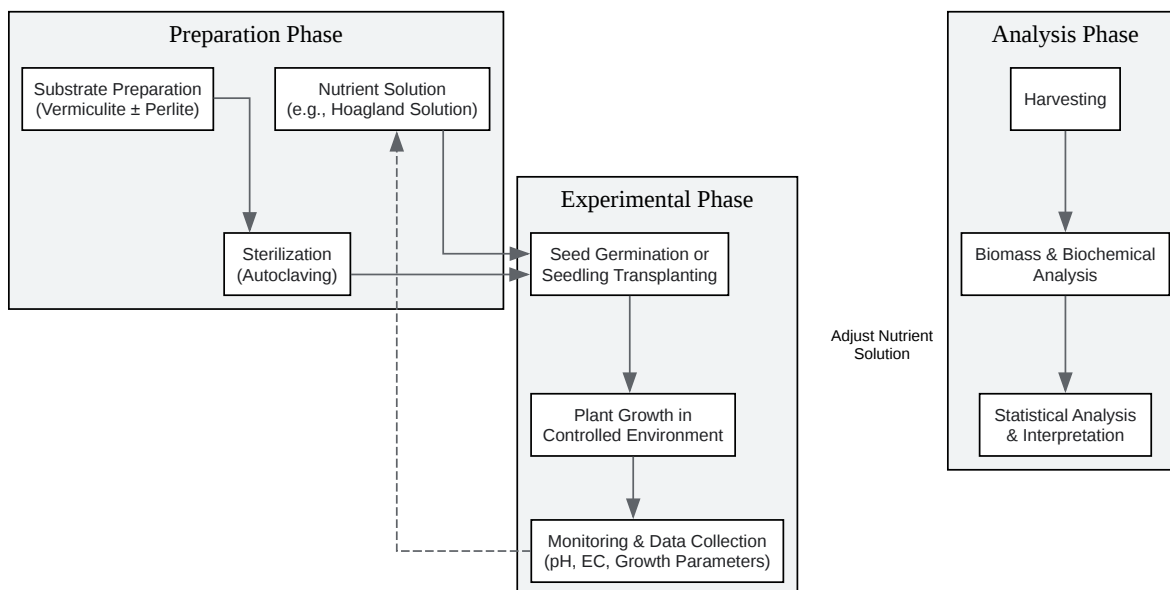 Preparation Phase
Substrate Preparation
(Vermiculite ± Perlite)
Nutrient Solution
(e.g., Hoagland Solution)
Sterilization
(Autoclaving)
Experimental Phase
Seed Germination or
Seedling Transplanting
Plant Growth in
Controlled Environment
Monitoring & Data Collection
(pH, EC, Growth Parameters)
Adjust Nutrient
Solution
Analysis Phase
Harvesting
Biomass & Biochemical
Analysis
Statistical Analysis
& Interpretation